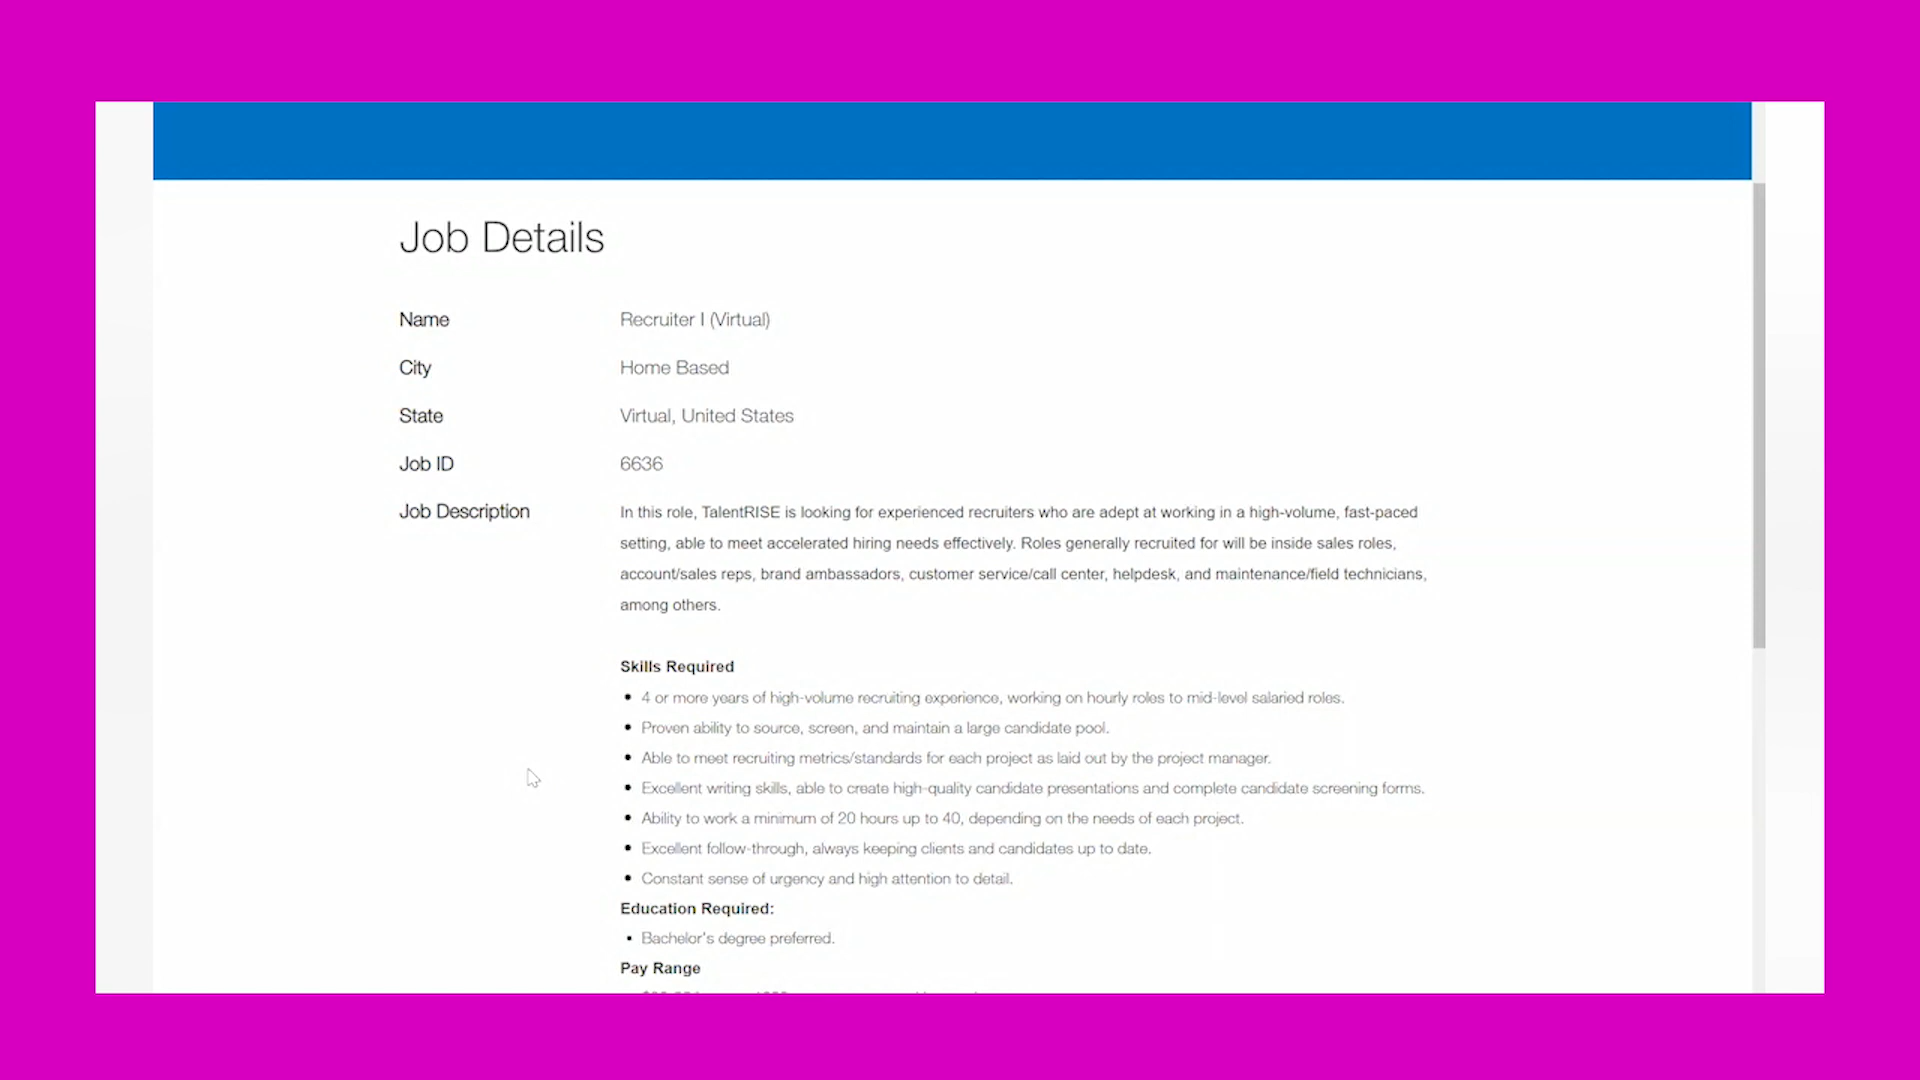 Job Details
Name Recruiter I (Virtual)
City Home Based
State Virtual, United States
Job ID 6636
Job Description In this role, TalentRISE is looking for experienced recruiters who are adept at working in a high-volume, fast-paced
setting, able to meet accelerated hiring needs effectively. Roles generally recruited for will be inside sales roles,
account/sales reps, brand ambassadors, customer service/call center, helpdesk, and maintenance/field technicians,
among others.
Skills Required
• 4 or more years of high-volume recruiting experience, working on hourly roles to mid-level salaried roles.
• Proven ability to source, screen, and maintain a large candidate pool.
• Able to meet recruiting metrics/standards for each project as laid out by the project manager.
• Excellent writing skills, able to create high-quality candidate presentations and complete candidate screening forms.
• Ability to work a minimum of 20 hours up to 40, depending on the needs of each project.
• Excellent follow-through, always keeping clients and candidates up to date.
• Constant sense of urgency and high attention to detail.
Education Required:
• Bachelor's degree preferred.
Pay Range